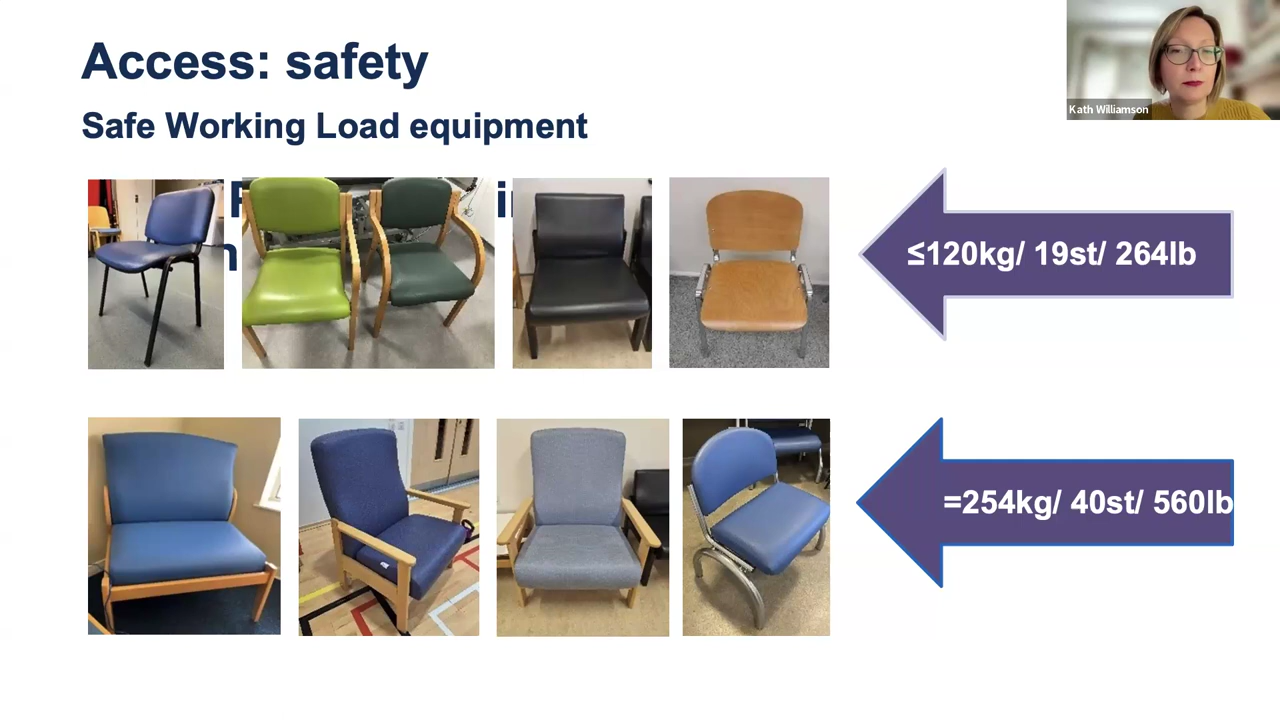 Access: safety
Kath Williamson
Safe Working Load equipment
≤120kg/ 19st/ 264lb
=254kg/ 40st/ 560lb